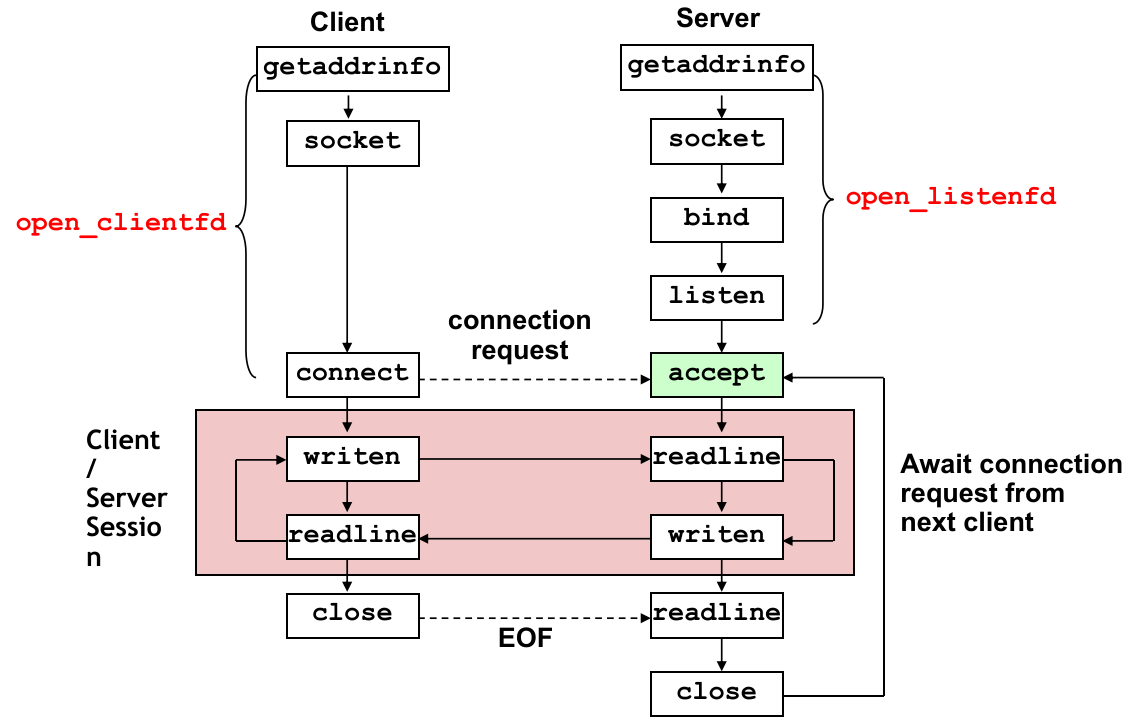 Client
Server
getaddrinfo
getaddrinfo
socket
socket
open_clientfd
open_listenfd
bind
listen
connection
request
connect
accept
Client
/
Server
Sessio
n
writen
readline
Await connection
request from
next client
readline
writen
close
readline
EOF
close